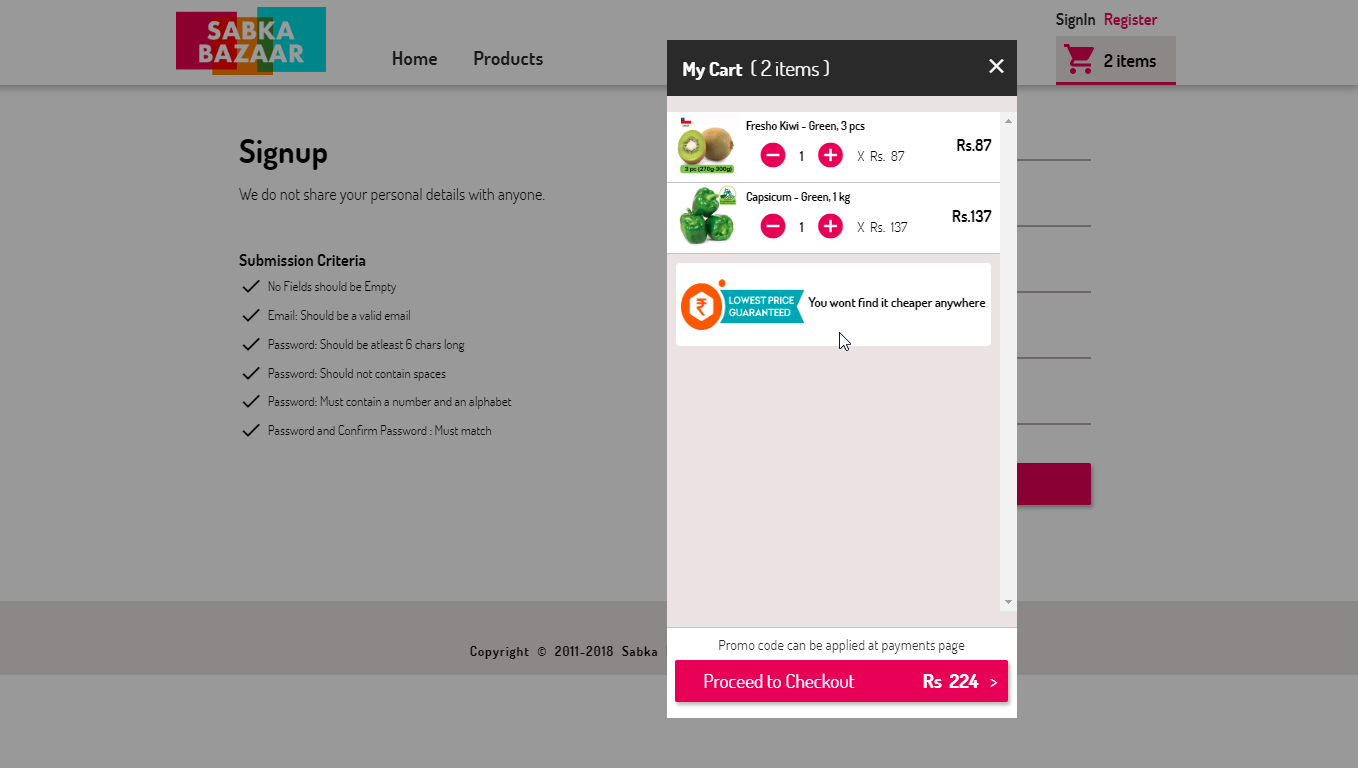 SABKA
BAZAAR
Home
Products
SignIn Register
2 items
Signup
We do not share your personal details with anyone.
Submission Criteria
No Fields should be Empty
Email: Should be a valid email
Password: Should be atleast 6 chars long
Password: Should not contain spaces
Password: Must contain a number and an alphabet
Password and Confirm Password : Must match
Copyright © 2011-2018 Sabka
My Cart ( 2 items )
Fresho Kiwi - Green, 3 pcs
1 X Rs. 87
Rs.87
3 pc (270g-300g)
Capsicum - Green, 1 kg
1 X Rs. 137
Rs.137
LOWEST PRICE
GUARANTEED
You wont find it cheaper anywhere
Promo code can be applied at payments page
Proceed to Checkout Rs 224 >